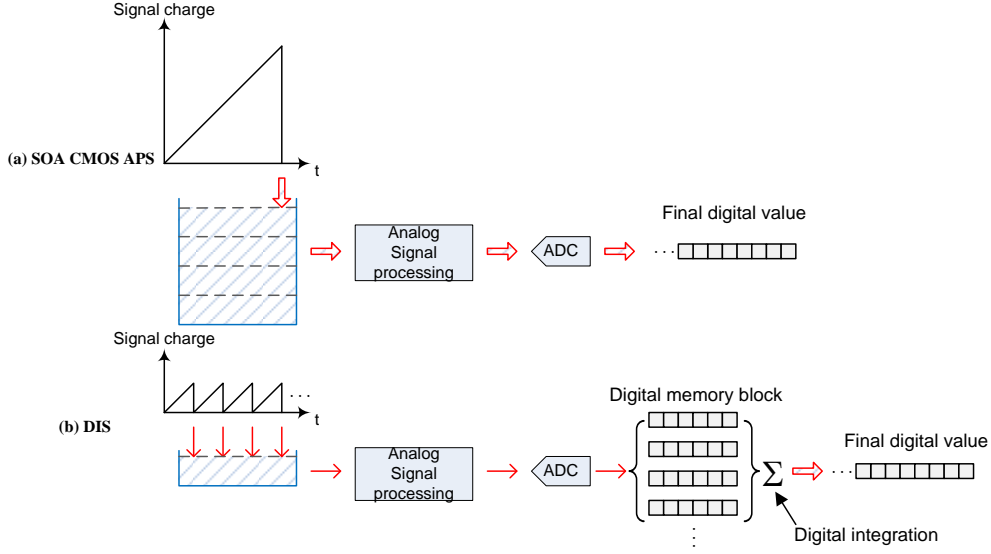 Signal charge
t
(a) SOA CMOS APS
Analog
Signal
processing
ADC
Final digital value
. . .
Signal charge
. . .
t
(b) DIS
Analog
Signal
processing
ADC
Digital memory block
. . .
Σ
Final digital value
. . .
Digital integration